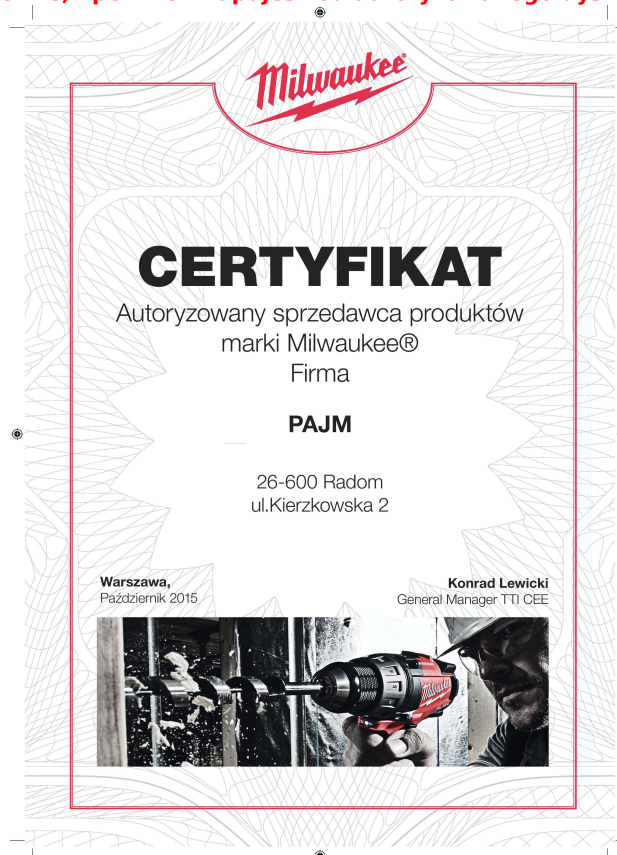 Milwaukee
CERTYFIKAT
Autoryzowany sprzedawca produktów
marki Milwaukee®
Firma
PAJM
26-600 Radom
ul.Kierzkowska 2
Warszawa,
Październik 2015
Konrad Lewicki
General Manager TTI CEE
Milwaukee